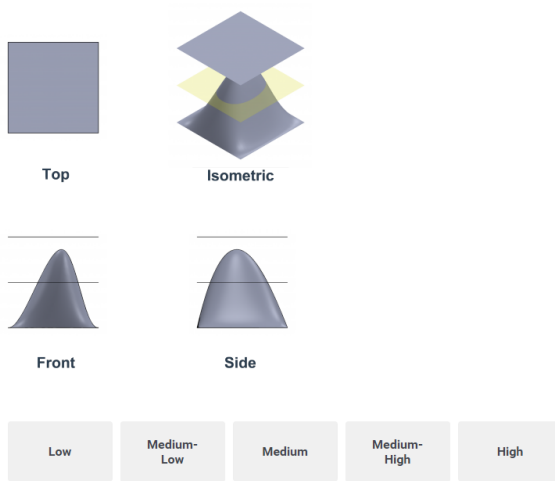 Top
Isometric
Front
Side
Low
Medium-
Low
Medium
Medium-
High
High